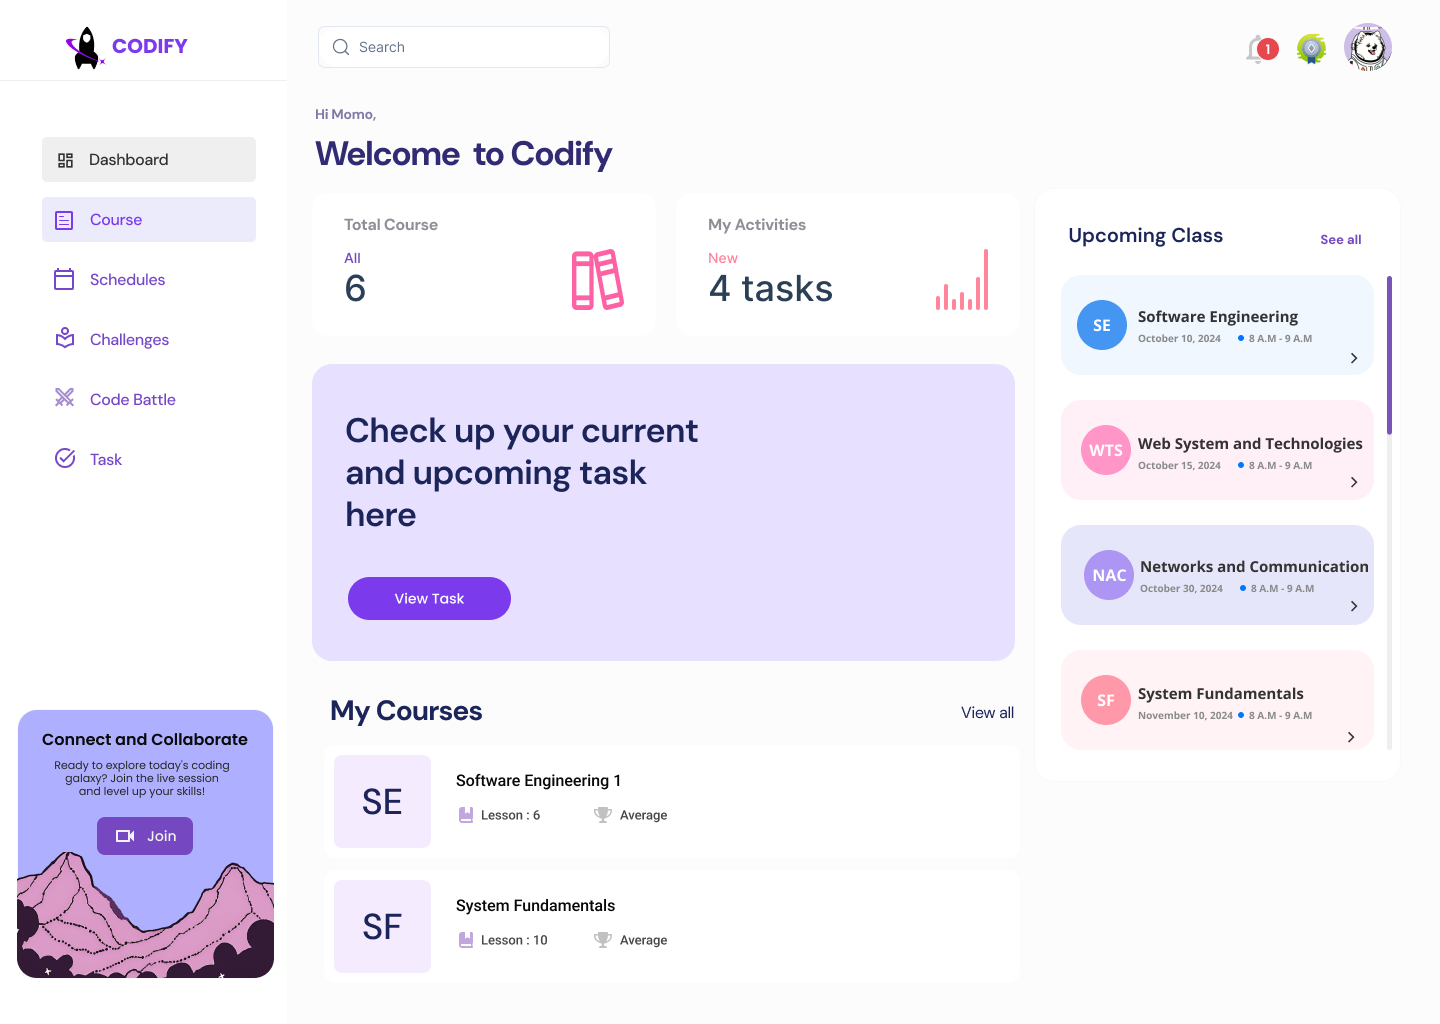 CODIFY
Search
1
Dashboard
Course
Schedules
Challenges
Code Battle
Task
Connect and Collaborate
Ready to explore today's coding
galaxy? Join the live session
and level up your skills!
Join
Hi Momo,
Welcome to Codify
Total Course
All
6
My Activities
New
4 tasks
Check up your current
and upcoming task
here
View Task
My Courses
View all
SE
Software Engineering 1
Lesson : 6
Average
SF
System Fundamentals
Lesson : 10
Average
Upcoming Class
See all
SE
Software Engineering
October 10, 2024
8 A.M - 9 A.M
WTS
Web System and Technologies
October 15, 2024
8 A.M - 9 A.M
NAC
Networks and Communication
October 30, 2024
8 A.M - 9 A.M
SF
System Fundamentals
November 10, 2024
8 A.M - 9 A.M